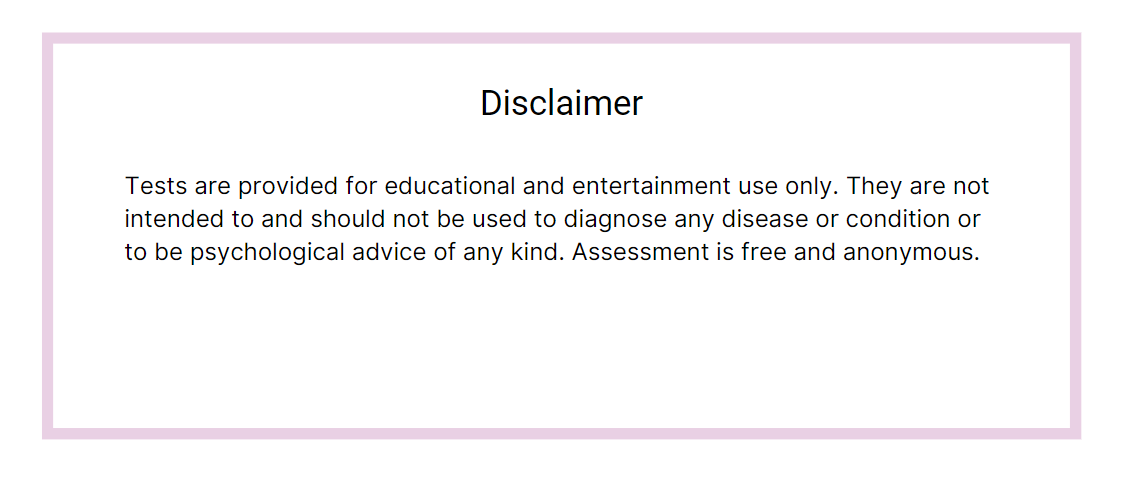 Disclaimer
Tests are provided for educational and entertainment use only. They are not
intended to and should not be used to diagnose any disease or condition or
to be psychological advice of any kind. Assessment is free and anonymous.